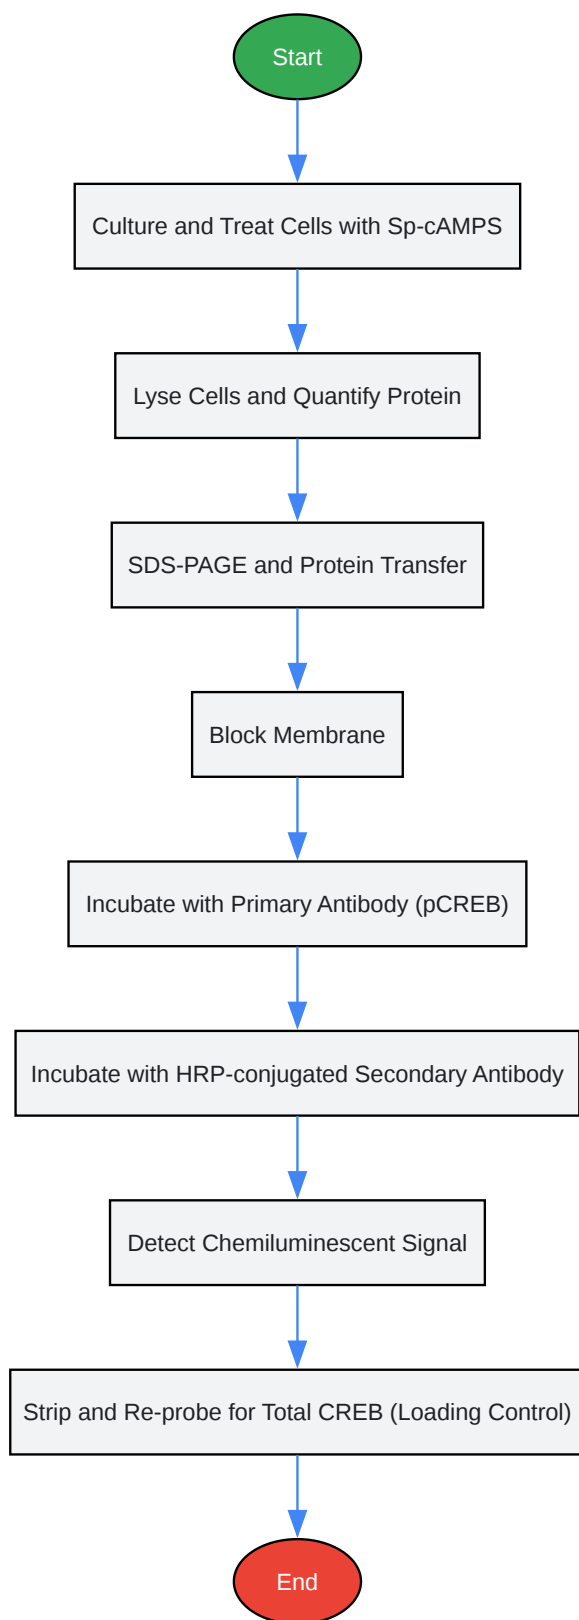 Start
Culture and Treat Cells with Sp-cAMPS
Lyse Cells and Quantify Protein
SDS-PAGE and Protein Transfer
Block Membrane
Incubate with Primary Antibody (pCREB)
Incubate with HRP-conjugated Secondary Antibody
Detect Chemiluminescent Signal
Strip and Re-probe for Total CREB (Loading Control)
End